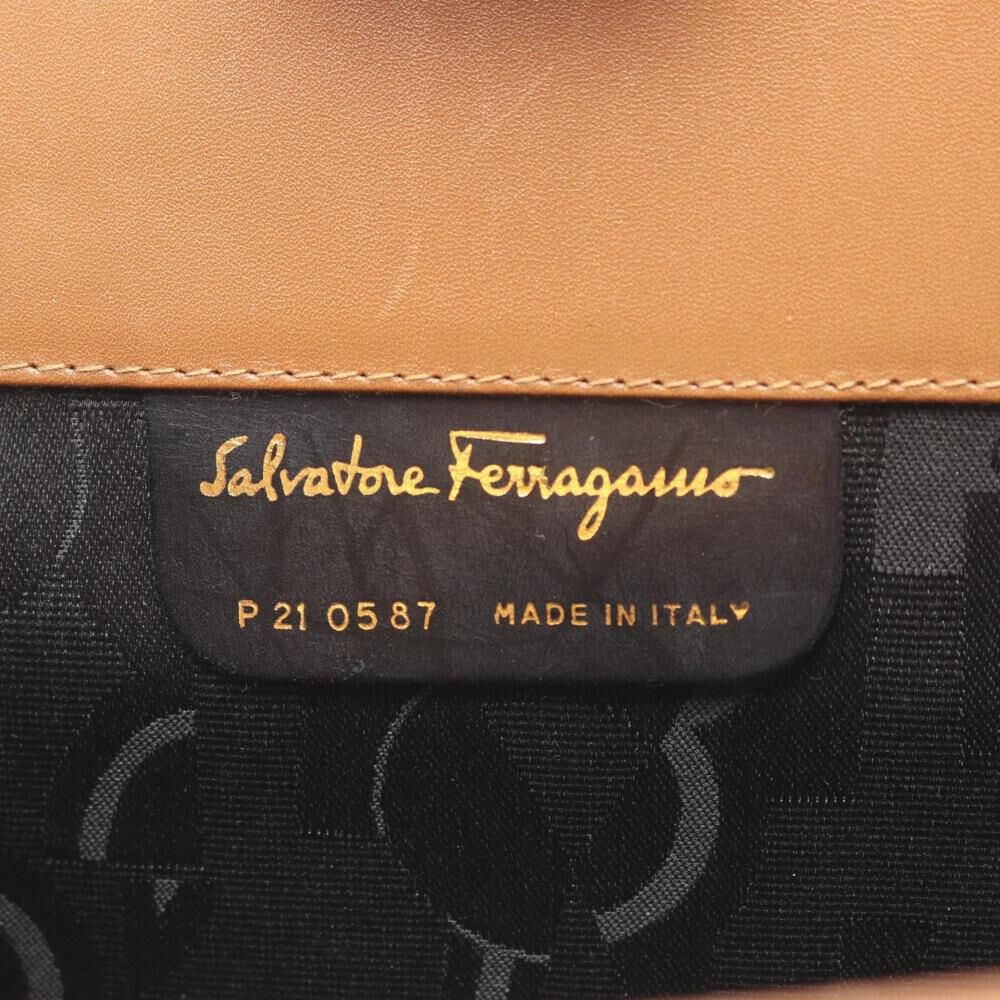 Salvatore Ferragamo
P 21 0587 MADE IN ITALY